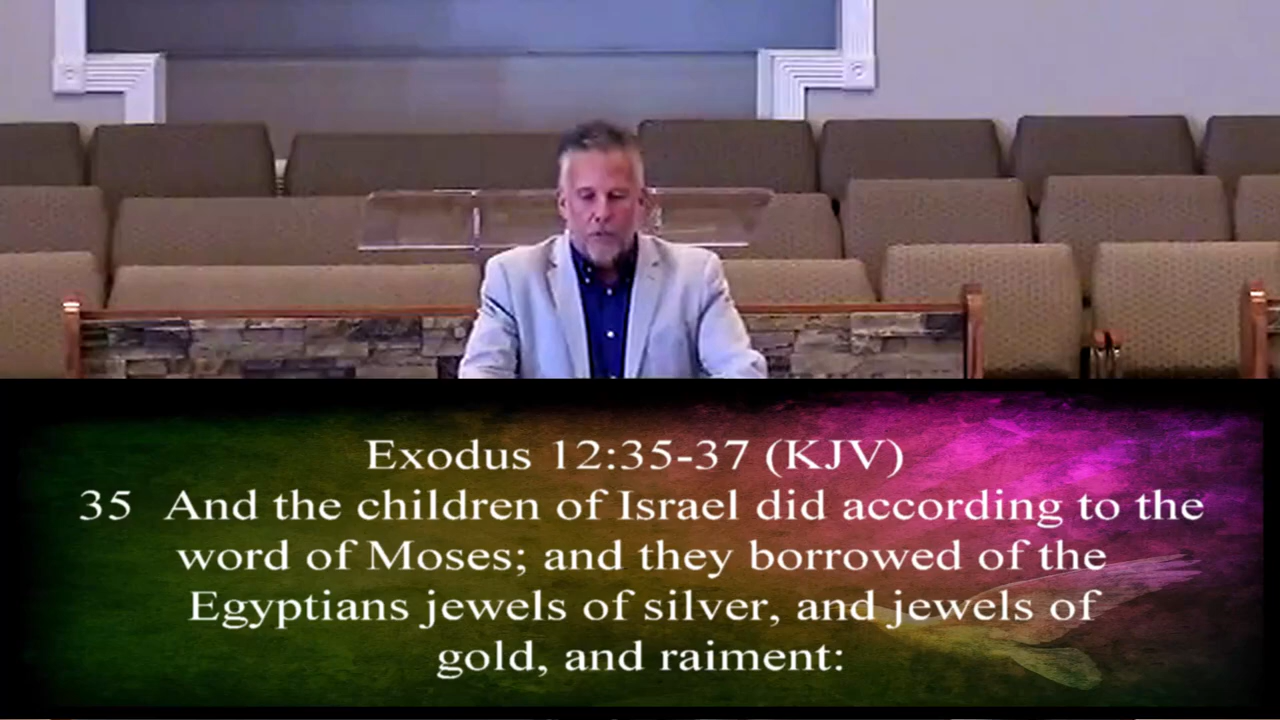 Exodus 12:35-37 (KJV)
35 And the children of Israel did according to the
word of Moses; and they borrowed of the
Egyptians jewels of silver, and jewels of
gold, and raiment: